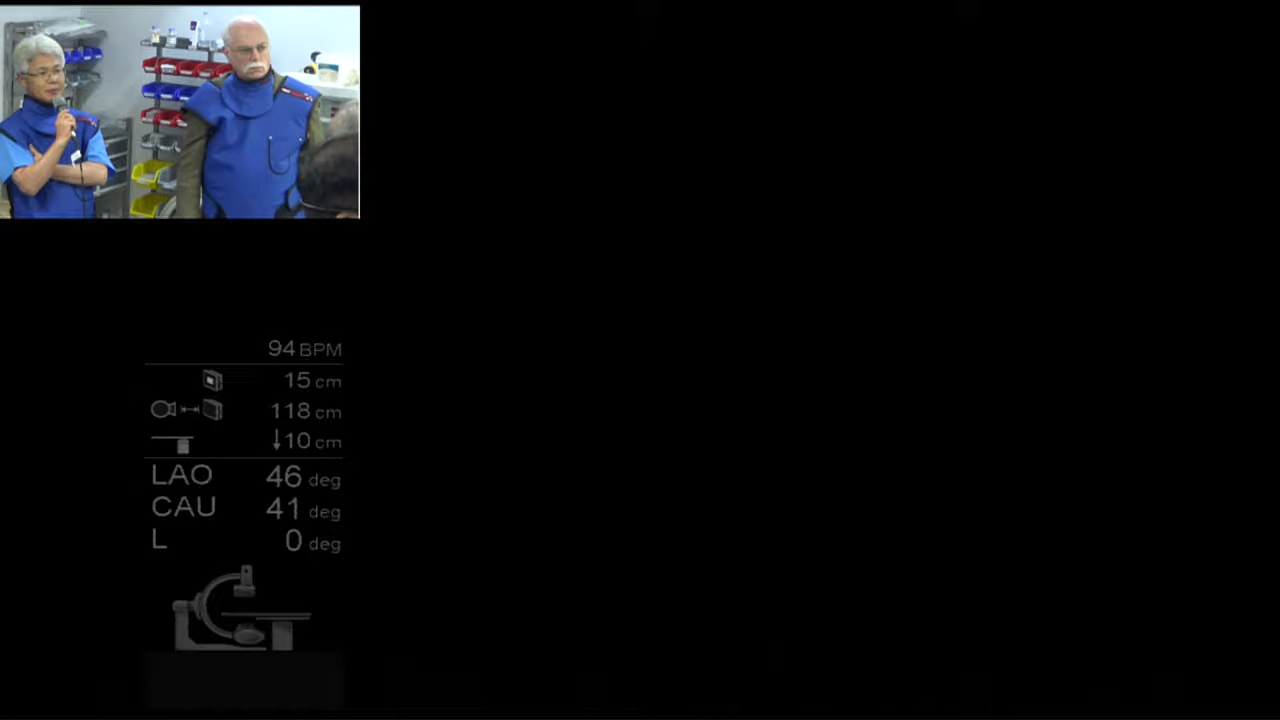 94 BPM
15 cm
118 cm
↓10 cm
LAO 46 deg
CAU 41 deg
L 0 deg